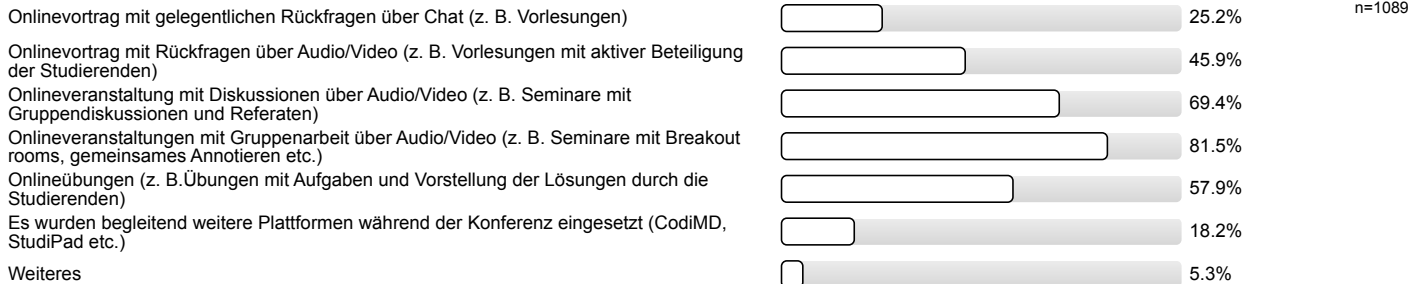 Onlinevortrag mit gelegentlichen Rückfragen über Chat (z. B. Vorlesungen) 25.2% n=1089
Onlinevortrag mit Rückfragen über Audio/Video (z. B. Vorlesungen mit aktiver Beteiligung
der Studierenden) 45.9%
Onlineveranstaltung mit Diskussionen über Audio/Video (z. B. Seminare mit
Gruppendiskussionen und Referaten) 69.4%
Onlineveranstaltungen mit Gruppenarbeit über Audio/Video (z. B. Seminare mit Breakout
rooms, gemeinsames Annotieren etc.) 81.5%
Onlineübungen (z. B.Übungen mit Aufgaben und Vorstellung der Lösungen durch die
Studierenden) 57.9%
Es wurden begleitend weitere Plattformen während der Konferenz eingesetzt (CodiMD,
StudiPad etc.) 18.2%
Weiteres 5.3%